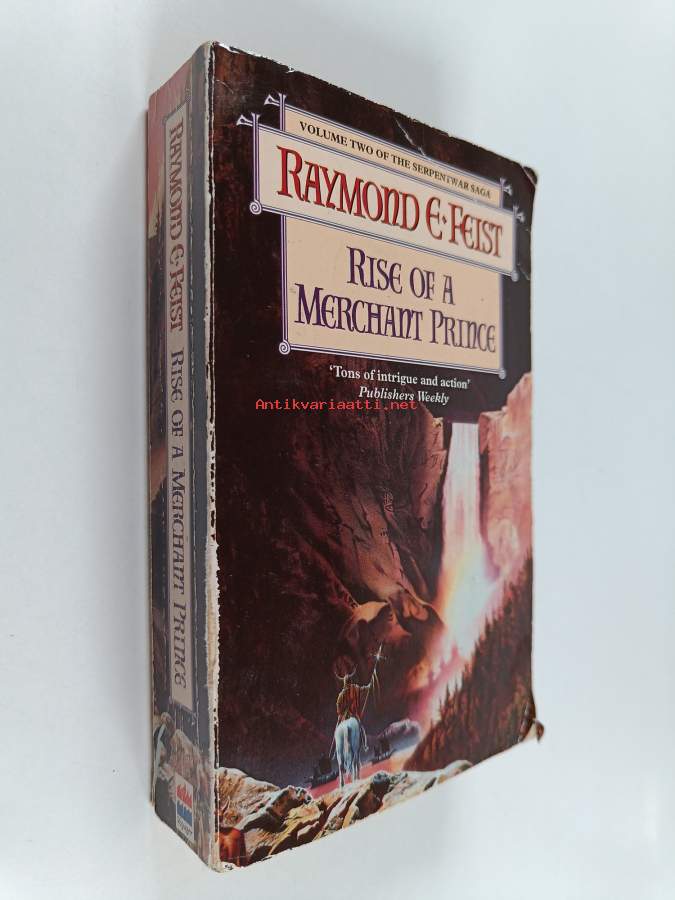 VOLUME TWO OF THE SERPENTWAR SAGA
RAYMOND E·FEIST
RISE OF A
MERCHANT PRINCE
'Tons of intrigue and action'
Publishers Weekly
Antikvariaatti.net
RAYMOND E·FEIST RISE OF A MERCHANT PRINCE